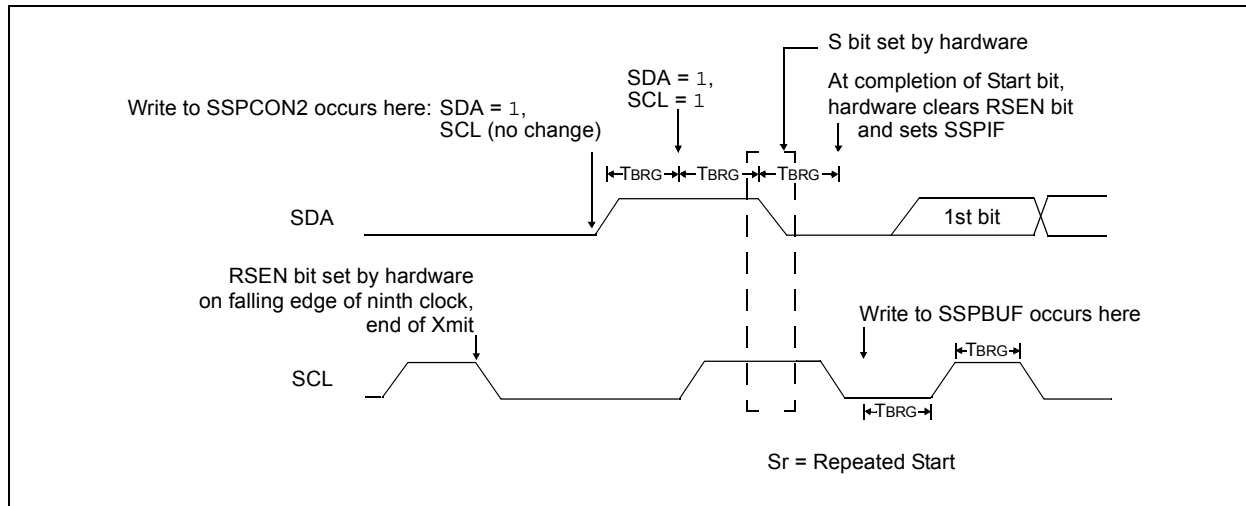 S bit set by hardware
SDA = 1,
SCL = 1
At completion of Start bit,
hardware clears RSEN bit
and sets SSPIF
Write to SSPCON2 occurs here: SDA = 1,
SCL (no change)
TBRG
TBRG
TBRG
SDA
1st bit
RSEN bit set by hardware
on falling edge of ninth clock,
end of Xmit
Write to SSPBUF occurs here
TBRG
SCL
TBRG
Sr = Repeated Start